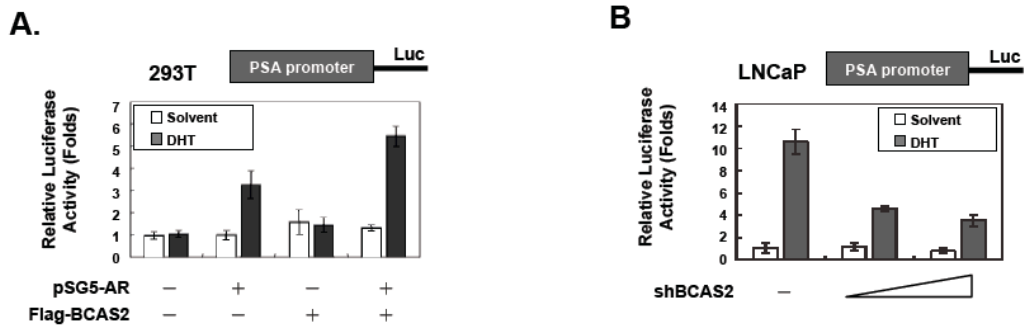 A.
293T
PSA promoter
Luc
Relative Luciferase
Activity (Folds)
7
6
5
4
3
2
1
0
Solvent
DHT
pSG5-AR − + − +
Flag-BCAS2 − − + +
B
LNCaP
PSA promoter
Luc
Relative Luciferase
Activity (Folds)
14
12
10
8
6
4
2
0
Solvent
DHT
shBCAS2 −